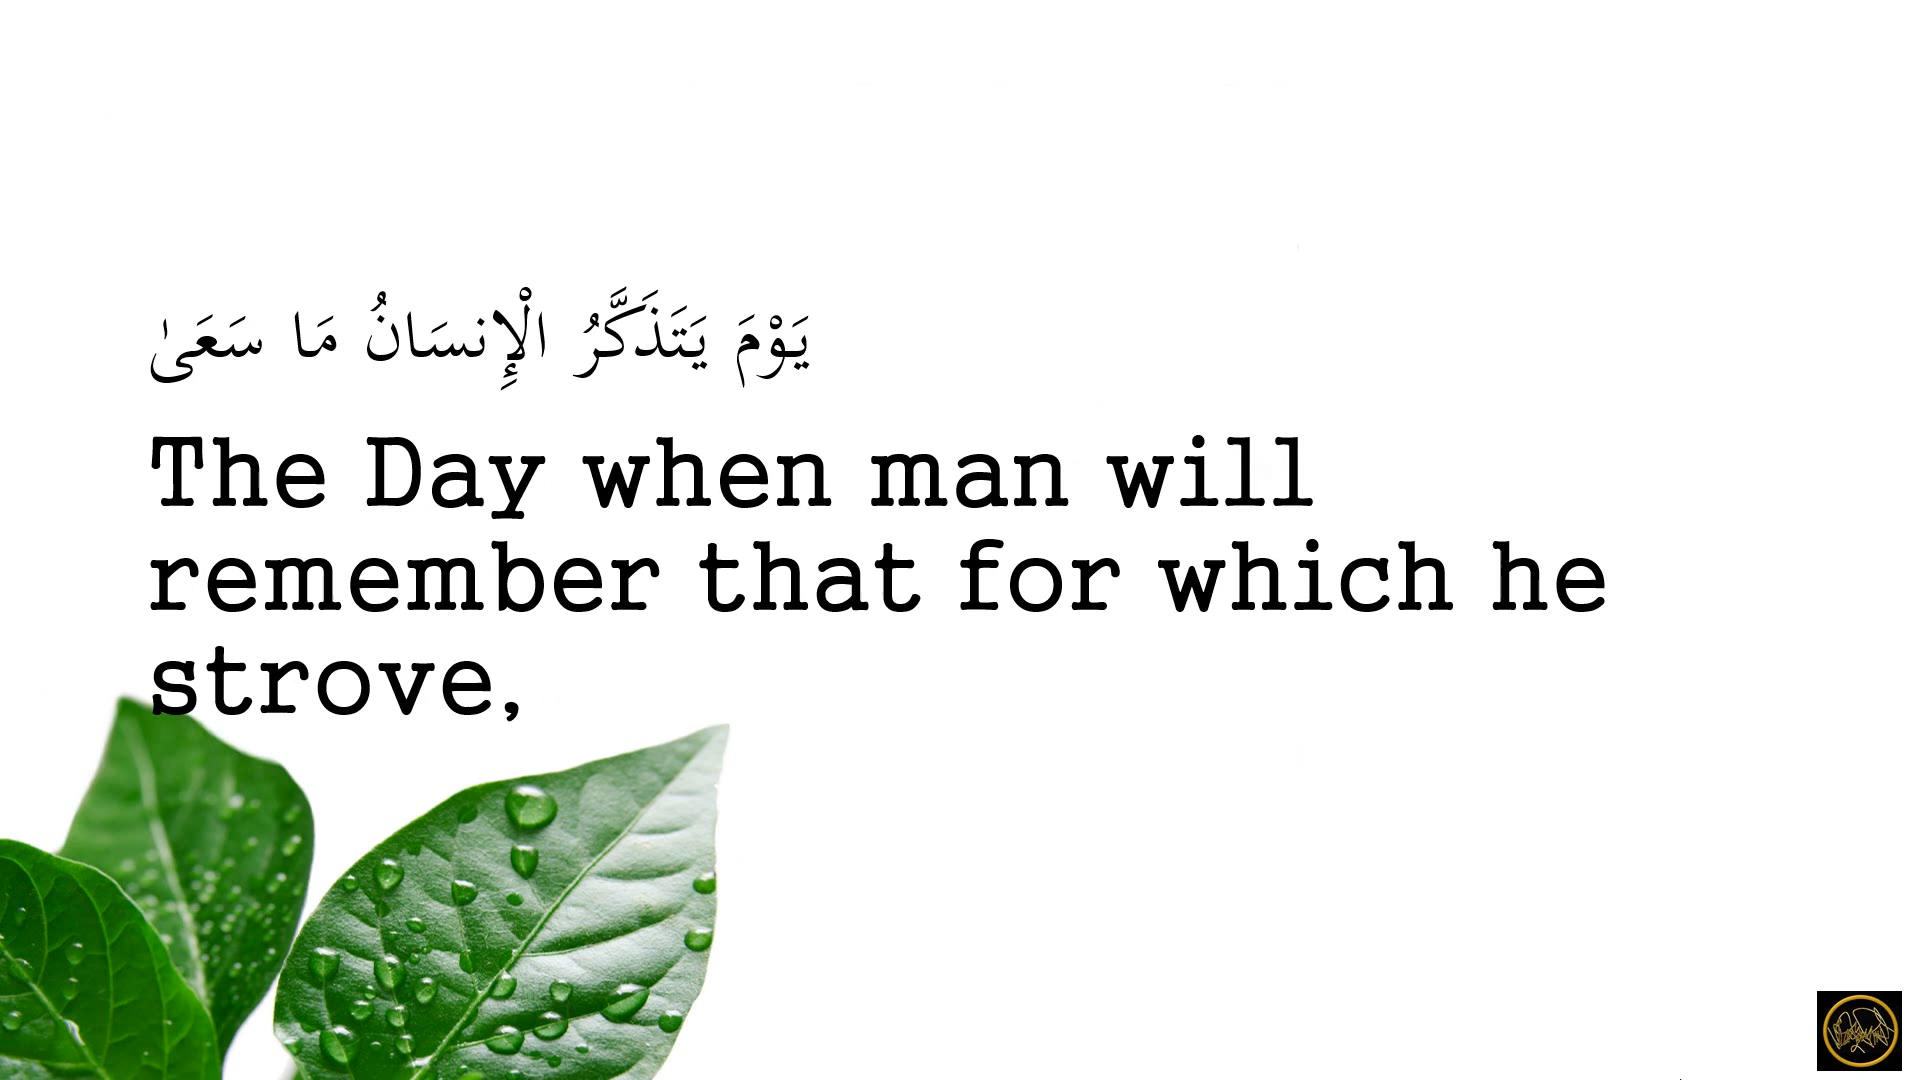 يَوْمَ يَتَذَكَّرُ الْإِنسَانُ مَا سَعَىٰ
The Day when man will
remember that for which he
strove,